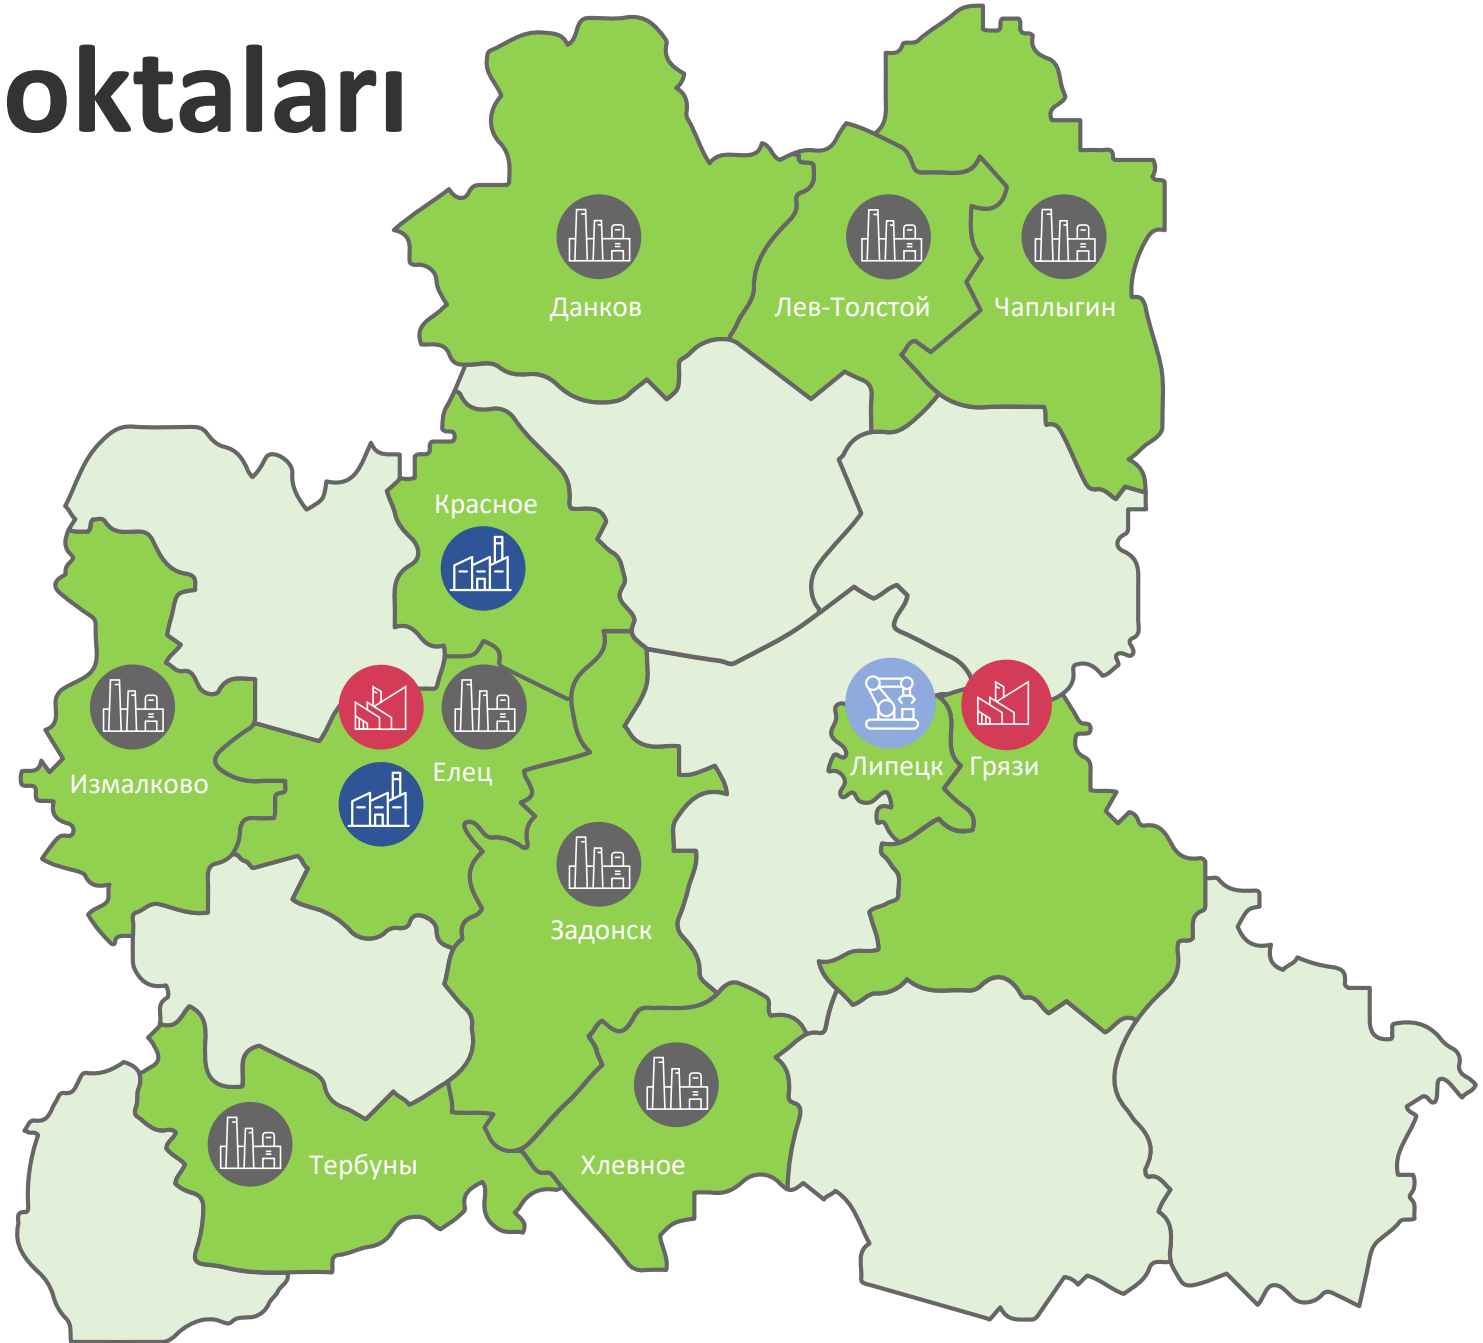 oktaları
Данков
Лев-Толстой
Чаплыгин
Красное
Елец
Липецк
Грязи
Измалково
Задонск
Тербуны
Хлевное